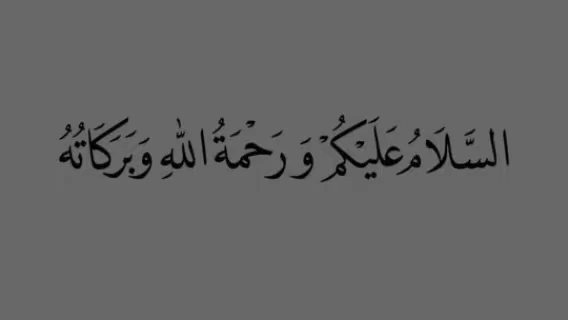 السَّلَامُ عَلَيْكُمْ وَ رَحْمَةُ اللهِ وَبَرَكَاتُهُ